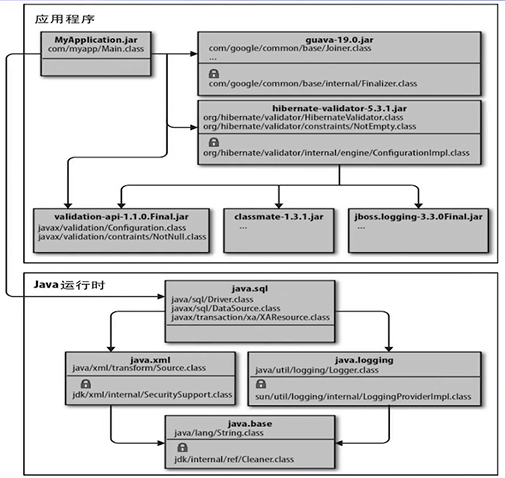 应用程序
MyApplication.jar
com/myapp/Main.class
guava-19.0.jar
com/google/common/base/Joiner.class
...
com/google/common/base/internal/Finalizer.class
hibernate-validator-5.3.1.jar
org/hibernate/validator/HibernateValidator.class
org/hibernate/validator/constraints/NotEmpty.class
org/hibernate/validator/internal/engine/ConfigurationImpl.class
validation-api-1.1.0.Final.jar
javax/validation/Configuration.class
javax/validation/contraints/NotNull.class
classmate-1.3.1.jar
...
jboss.logging-3.3.0Final.jar
...
Java 运行时
java.sql
java/sql/Driver.class
javax/sql/DataSource.class
javax/transaction/xa/XAResource.class
java.xml
java/xml/transform/Source.class
jdk/xml/internal/SecuritySupport.class
java.logging
java/util/logging/Logger.class
sun/util/logging/internal/LoggingProviderImpl.class
java.base
java/lang/String.class
jdk/internal/ref/Cleaner.class